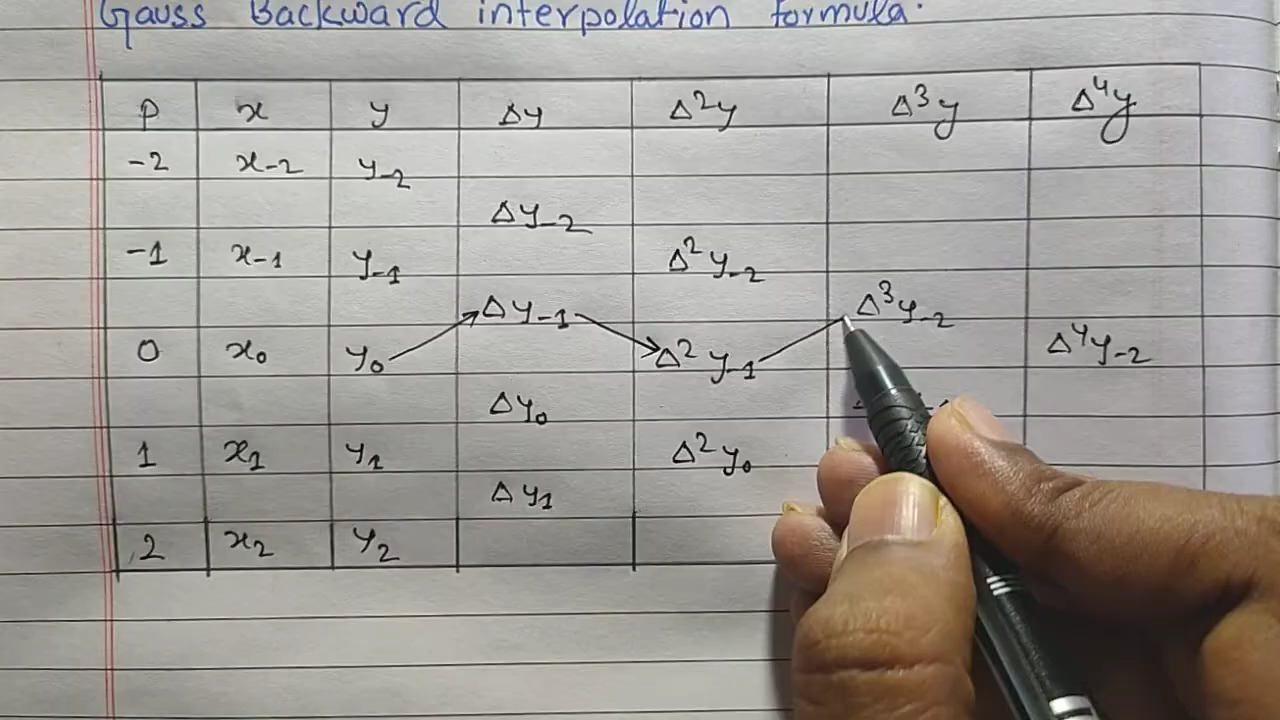 Gauss Backward interpolation formula.
p x y Δy Δ²y Δ³y Δ⁴y
-2 x₋₂ y₋₂
Δy₋₂
-1 x₋₁ y₋₁ Δ²y₋₂
Δy₋₁ Δ³y₋₂
0 x₀ y₀ Δ²y₋₁ Δ⁴y₋₂
Δy₀
1 x₁ y₁ Δ²y₀
Δy₁
2 x₂ y₂